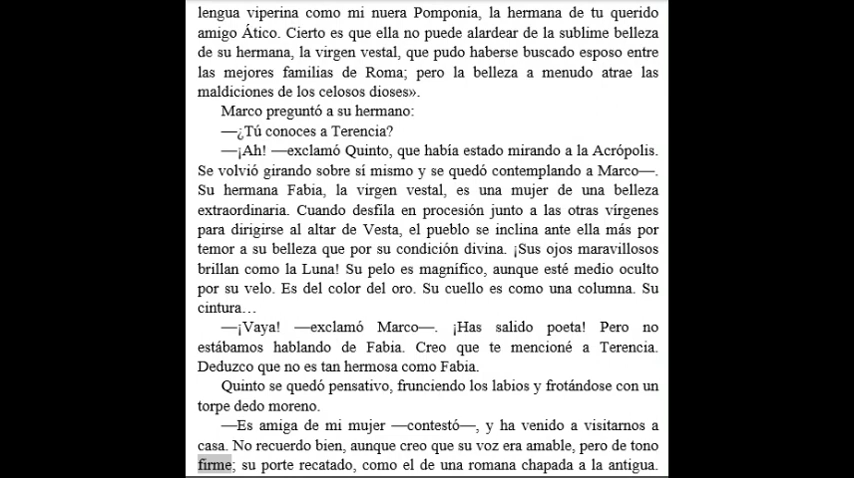 lengua viperina como mi nuera Pomponia, la hermana de tu querido
amigo Ático. Cierto es que ella no puede alardear de la sublime belleza
de su hermana, la virgen vestal, que pudo haberse buscado esposo entre
las mejores familias de Roma; pero la belleza a menudo atrae las
maldiciones de los celosos dioses».
Marco preguntó a su hermano:
—¿Tú conoces a Terencia?
—¡Ah! —exclamó Quinto, que había estado mirando a la Acrópolis.
Se volvió girando sobre sí mismo y se quedó contemplando a Marco—.
Su hermana Fabia, la virgen vestal, es una mujer de una belleza
extraordinaria. Cuando desfila en procesión junto a las otras vírgenes
para dirigirse al altar de Vesta, el pueblo se inclina ante ella más por
temor a su belleza que por su condición divina. ¡Sus ojos maravillosos
brillan como la Luna! Su pelo es magnífico, aunque esté medio oculto
por su velo. Es del color del oro. Su cuello es como una columna. Su
cintura…
—¡Vaya! —exclamó Marco—. ¡Has salido poeta! Pero no
estábamos hablando de Fabia. Creo que te mencioné a Terencia.
Deduzco que no es tan hermosa como Fabia.
Quinto se quedó pensativo, frunciendo los labios y frotándose con un
torpe dedo moreno.
—Es amiga de mi mujer —contestó—, y ha venido a visitarnos a
casa. No recuerdo bien, aunque creo que su voz era amable, pero de tono
firme; su porte recatado, como el de una romana chapada a la antigua.